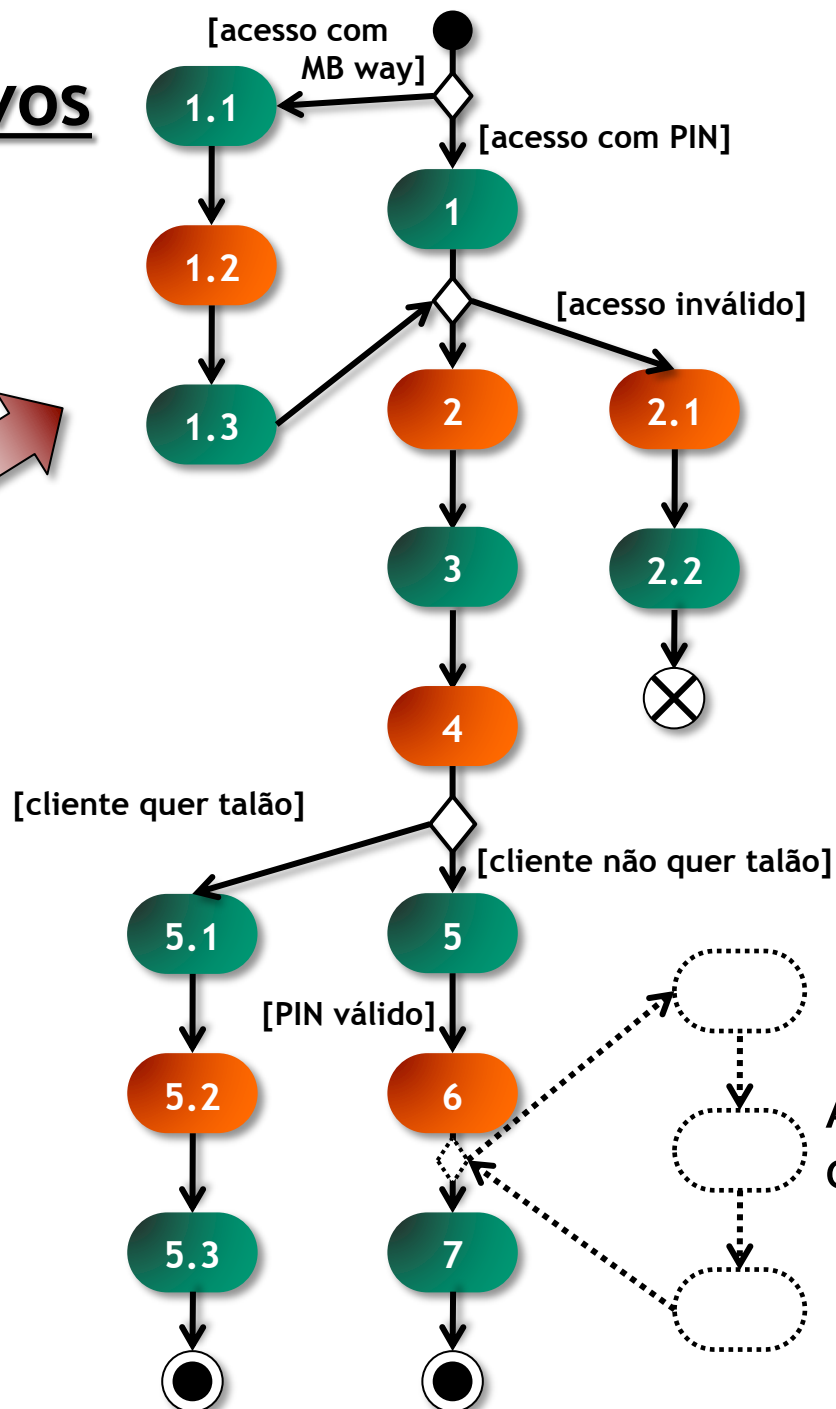 [acesso com
MB way]
vos
1.1
[acesso com PIN]
1
1.2
[acesso inválido]
1.3
2
2.1
3
2.2
4
[cliente quer talão]
[cliente não quer talão]
5.1
5
[PIN válido]
5.2
6
5.3
7